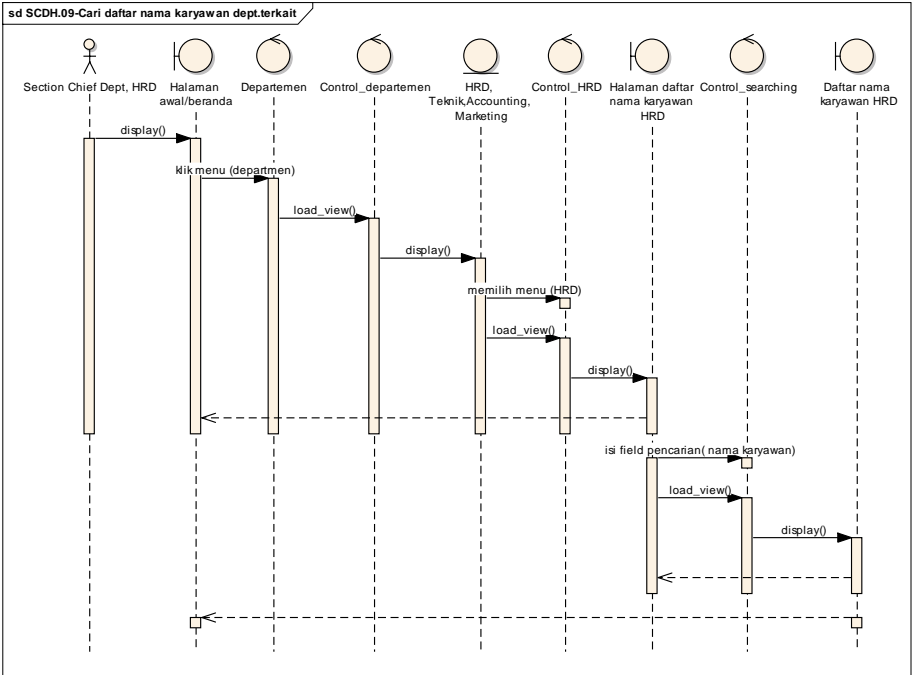 sd SCDH.09-Cari daftar nama karyawan dept.terkait
Section Chief Dept, HRD
Halaman
awal/beranda
Departemen
Control_departemen
HRD,
Teknik,Accounting,
Marketing
Control_HRD
Halaman daftar
nama karyawan
HRD
Control_searching
Daftar nama
karyawan HRD
display()
klik menu (departmen)
load_view()
display()
memilih menu (HRD)
load_view()
display()
isi field pencarian( nama karyawan)
load_view()
display()